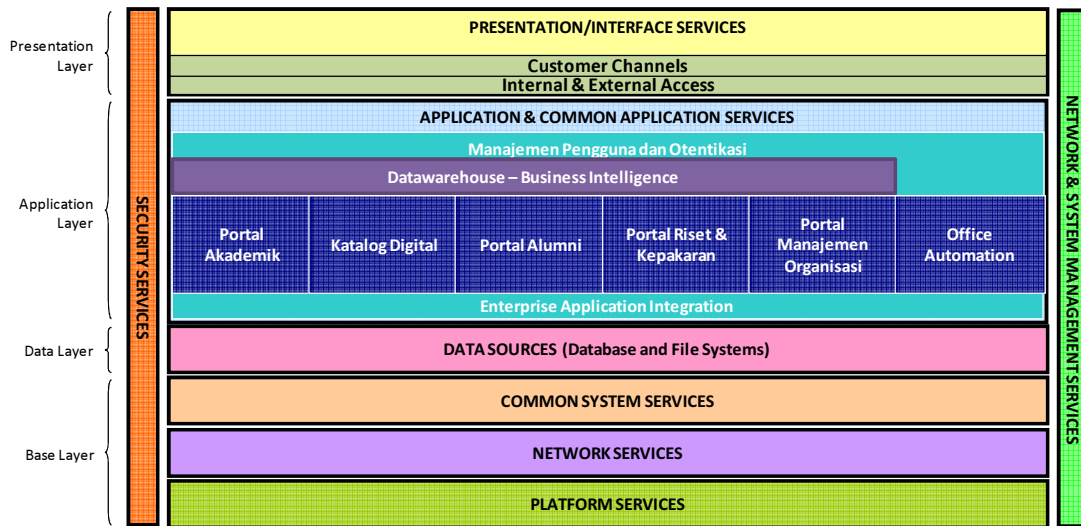 Presentation
Layer
PRESENTATION/INTERFACE SERVICES
Customer Channels
Internal & External Access
Application
Layer
APPLICATION & COMMON APPLICATION SERVICES
Manajemen Pengguna dan Otentikasi
Datawarehouse – Business Intelligence
Portal
Akademik
Katalog Digital
Portal Alumni
Portal Riset &
Kepakaran
Portal
Manajemen
Organisasi
Office
Automation
Enterprise Application Integration
Data Layer
DATA SOURCES (Database and File Systems)
Base Layer
COMMON SYSTEM SERVICES
NETWORK SERVICES
PLATFORM SERVICES
SECURITY SERVICES
NETWORK & SYSTEM MANAGEMENT SERVICES